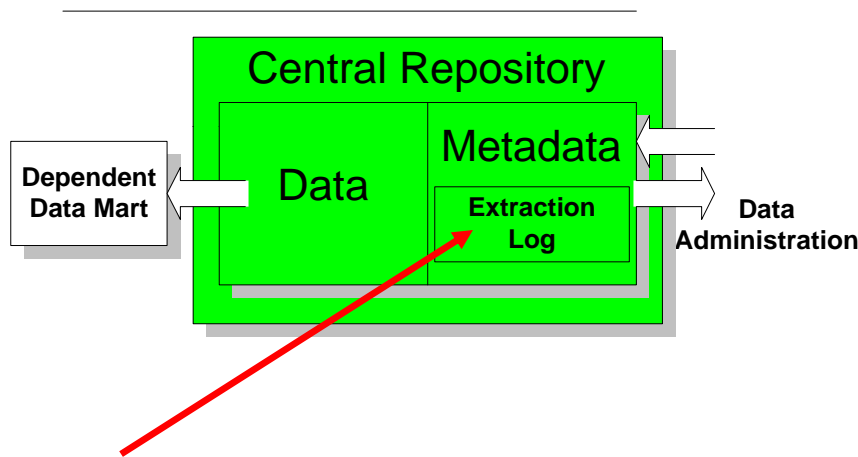 Central Repository
Dependent
Data Mart
Data
Metadata
Extraction
Log
Data
Administration